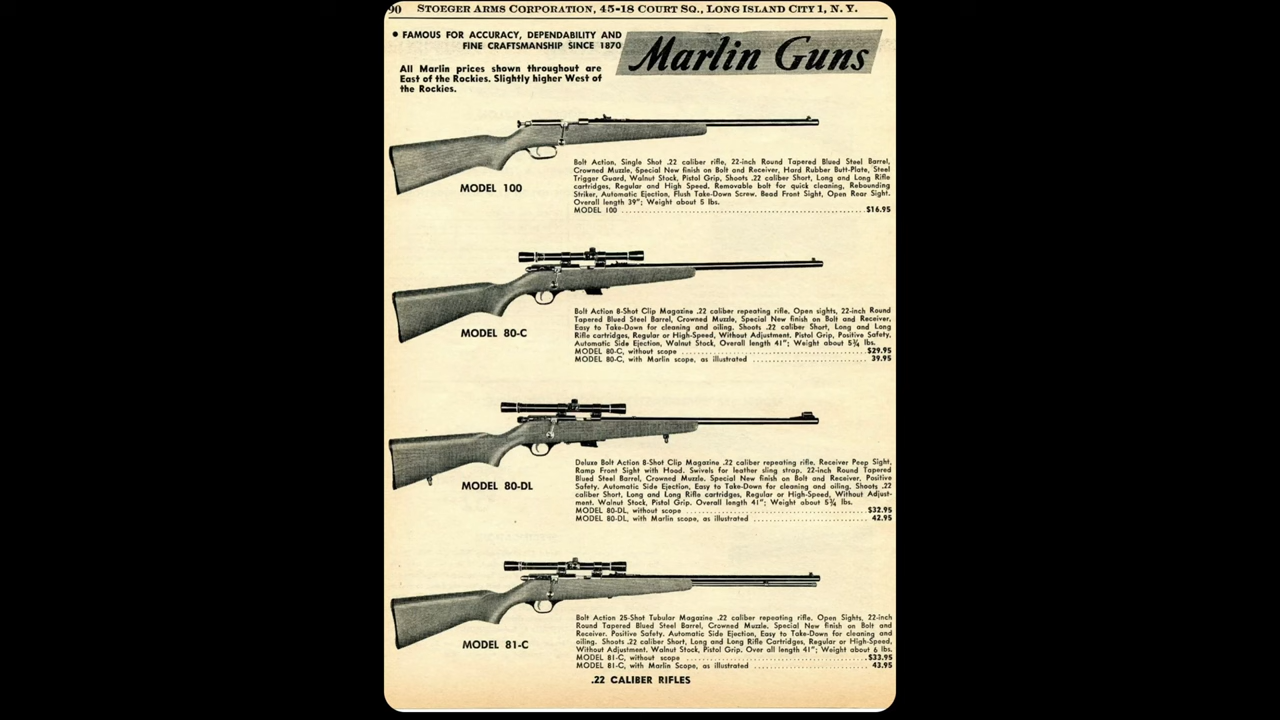 90 STOEGER ARMS CORPORATION, 45-18 COURT SQ., LONG ISLAND CITY 1, N. Y.
• FAMOUS FOR ACCURACY, DEPENDABILITY AND
FINE CRAFTSMANSHIP SINCE 1870
Marlin Guns
All Marlin prices shown throughout are
East of the Rockies. Slightly higher West of
the Rockies.
MODEL 100
Bolt Action, Single Shot .22 caliber rifle, 22-inch Round Tapered Blued Steel Barrel,
Crowned Muzzle, Special New finish on Bolt and Receiver, Hard Rubber Butt-Plate, Steel
Trigger Guard, Walnut Stock, Pistol Grip, Shoots .22 caliber Short, Long and Long Rifle
cartridges, Regular and High Speed. Removable bolt for quick cleaning, Rebounding
Striker, Automatic Ejection, Flush Take-Down Screw. Bead Front Sight, Open Rear Sight.
Overall length 39"; Weight about 5 lbs.
MODEL 100 ........ $16.95
MODEL 80-C
Bolt Action 8-Shot Clip Magazine .22 caliber repeating rifle. Open sights, 22-inch Round
Tapered Blued Steel Barrel, Crowned Muzzle, Special New finish on Bolt and Receiver,
Easy to Take-Down for cleaning and oiling. Shoots .22 caliber Short, Long and Long
Rifle cartridges, Regular or High-Speed, Without Adjustment. Pistol Grip, Positive Safety,
Automatic Side Ejection, Walnut Stock, Overall length 41"; Weight about 5¾ lbs.
MODEL 80-C, without scope ........ $29.95
MODEL 80-C, with Marlin scope, as illustrated ........ 39.95
MODEL 80-DL
Deluxe Bolt Action 8-Shot Clip Magazine .22 caliber repeating rifle, Receiver Peep Sight,
Ramp Front Sight with Hood. Swivels for leather sling strap. 22-inch Round Tapered
Blued Steel Barrel, Crowned Muzzle. Special New finish on Bolt and Receiver, Positive
Safety. Automatic Side Ejection, Easy to Take-Down for cleaning and oiling. Shoots .22
caliber Short, Long and Long Rifle cartridges, Regular or High-Speed, Without Adjust-
ment. Walnut Stock, Pistol Grip. Overall length 41"; Weight about 5¾ lbs.
MODEL 80-DL, without scope ........ $32.95
MODEL 80-DL, with Marlin scope, as illustrated ........ 42.95
MODEL 81-C
Bolt Action 25-Shot Tubular Magazine .22 caliber repeating rifle. Open Sights, 22-inch
Round Tapered Blued Steel Barrel, Crowned Muzzle. Special New finish on Bolt and
Receiver. Positive Safety. Automatic Side Ejection, Easy to Take-Down for cleaning and
oiling. Shoots .22 caliber Short, Long and Long Rifle Cartridges, Regular or High-Speed,
Without Adjustment. Walnut Stock, Pistol Grip. Over all length 41"; Weight about 6 lbs.
MODEL 81-C, without scope ........ $33.95
MODEL 81-C, with Marlin Scope, as illustrated ........ 43.95
.22 CALIBER RIFLES